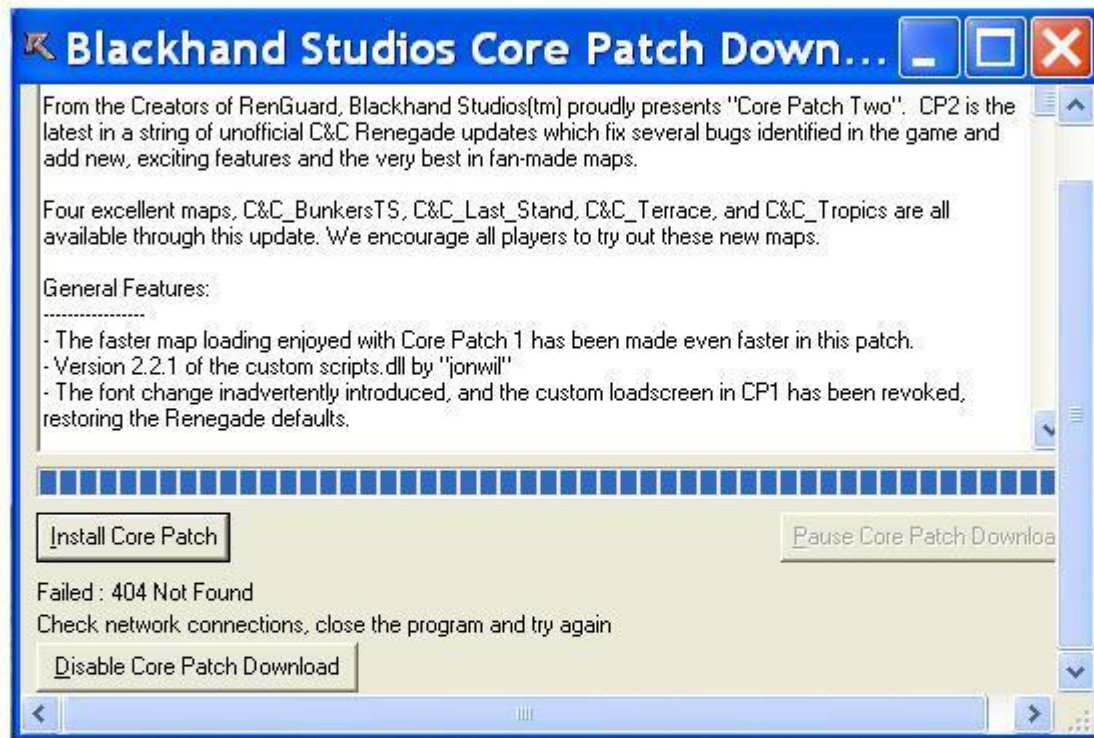 Blackhand Studios Core Patch Down...
From the Creators of RenGuard, Blackhand Studios(tm) proudly presents "Core Patch Two".  CP2 is the
latest in a string of unofficial C&C Renegade updates which fix several bugs identified in the game and
add new, exciting features and the very best in fan-made maps.
Four excellent maps, C&C_BunkersTS, C&C_Last_Stand, C&C_Terrace, and C&C_Tropics are all
available through this update. We encourage all players to try out these new maps.
General Features:
-----------------
- The faster map loading enjoyed with Core Patch 1 has been made even faster in this patch.
- Version 2.2.1 of the custom scripts.dll by "jonwil"
- The font change inadvertently introduced, and the custom loadscreen in CP1 has been revoked,
restoring the Renegade defaults.
Install Core Patch
Pause Core Patch Downloa
Failed : 404 Not Found
Check network connections, close the program and try again
Disable Core Patch Download